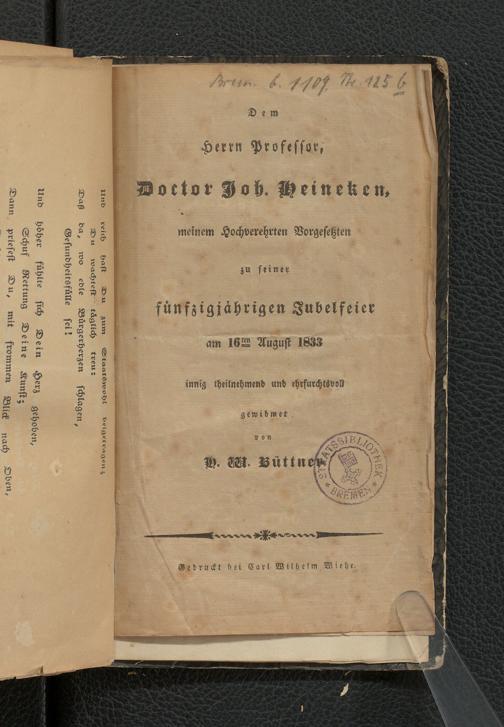 Brem. b. 1109 Nr. 125 b
Dem
Herrn Professor,
Doctor Joh. Heineken,
meinem Hochverehrten Vorgesetzten
zu seiner
fünfzigjährigen Jubelfeier
am 16ten August 1833
innig theilnehmend und ehrfurchtsvoll
gewidmet
von
H. W. Büttner
STAATSBIBLIOTHEK
BREMEN
Gedruckt bei Carl Wilhelm Wiehe.
Und reich hast Du zum Staatswohl beigetragen;
Du wachtest täglich treu:
Daß da, wo edle Bürgerherzen schlagen,
Gesundheitsfülle sei!
Und höher fühlte sich Dein Herz gehoben,
Schuf Rettung Deine Kunst;
Dann priesest Du, mit frommen Blick nach Oben,